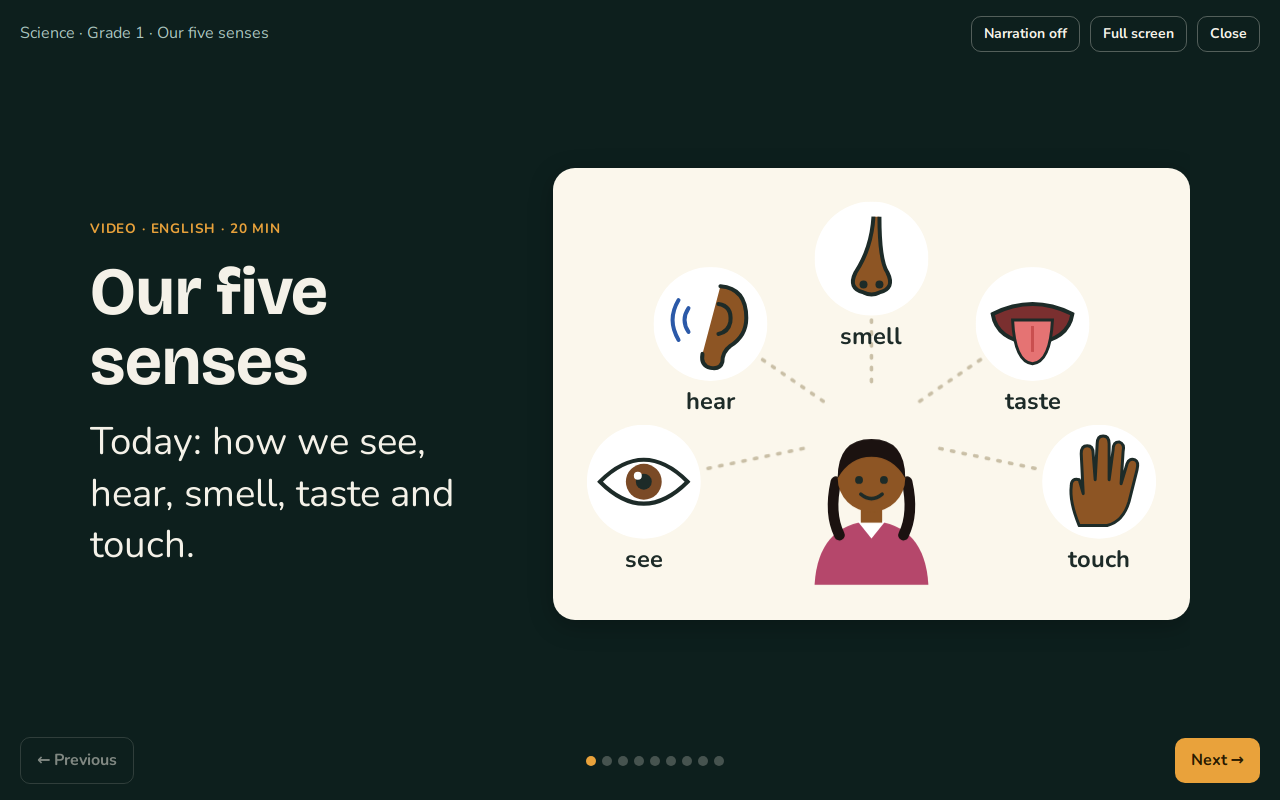 Science · Grade 1 · Our five senses
Narration off
Full screen
Close
VIDEO · ENGLISH · 20 MIN
Our five
senses
Today: how we see,
hear, smell, taste and
touch.
smell
hear
taste
see
touch
← Previous
Next →